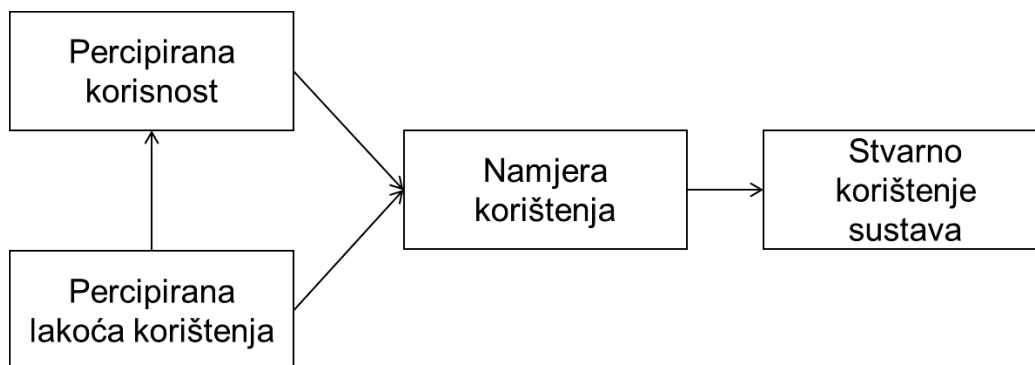 Percipirana
korisnost
Percipirana
lakoća korištenja
Namjera
korištenja
Stvarno
korištenje
sustava